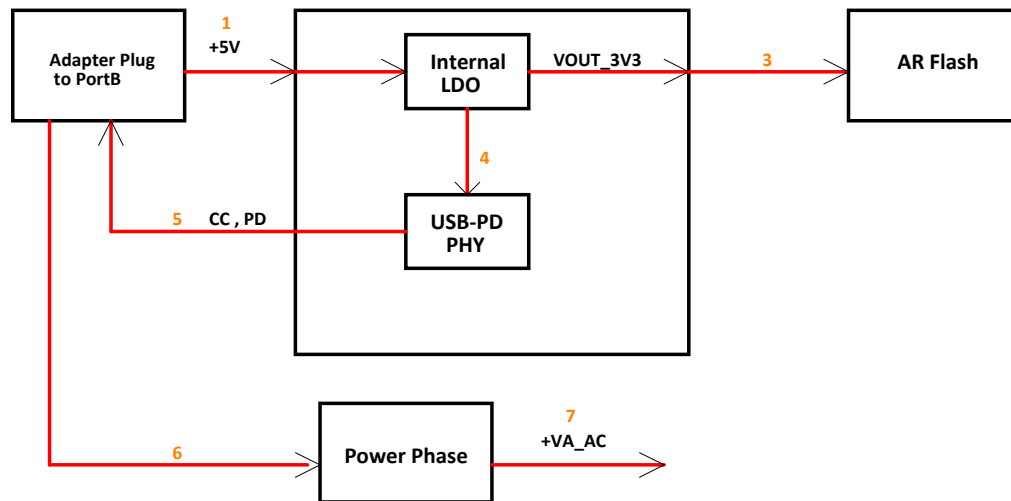 1
+5V
Adapter Plug
to PortB
Internal
LDO
VOUT_3V3
3
AR Flash
4
5
CC , PD
USB-PD
PHY
6
Power Phase
7
+VA_AC